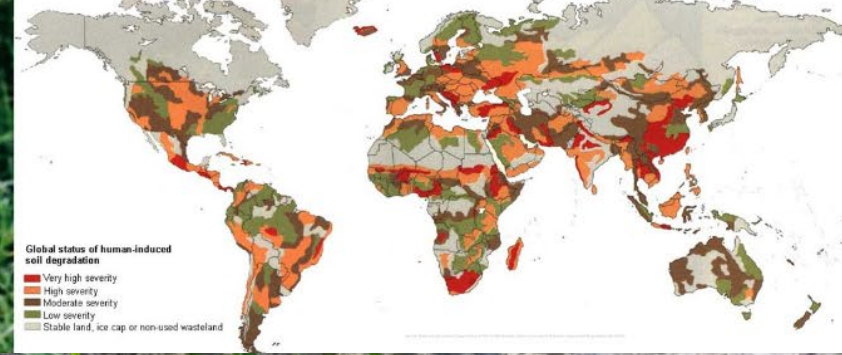 Global status of human-induced
soil degradation
Very high severity
High severity
Moderate severity
Low severity
Stable land, ice cap or non-used wasteland